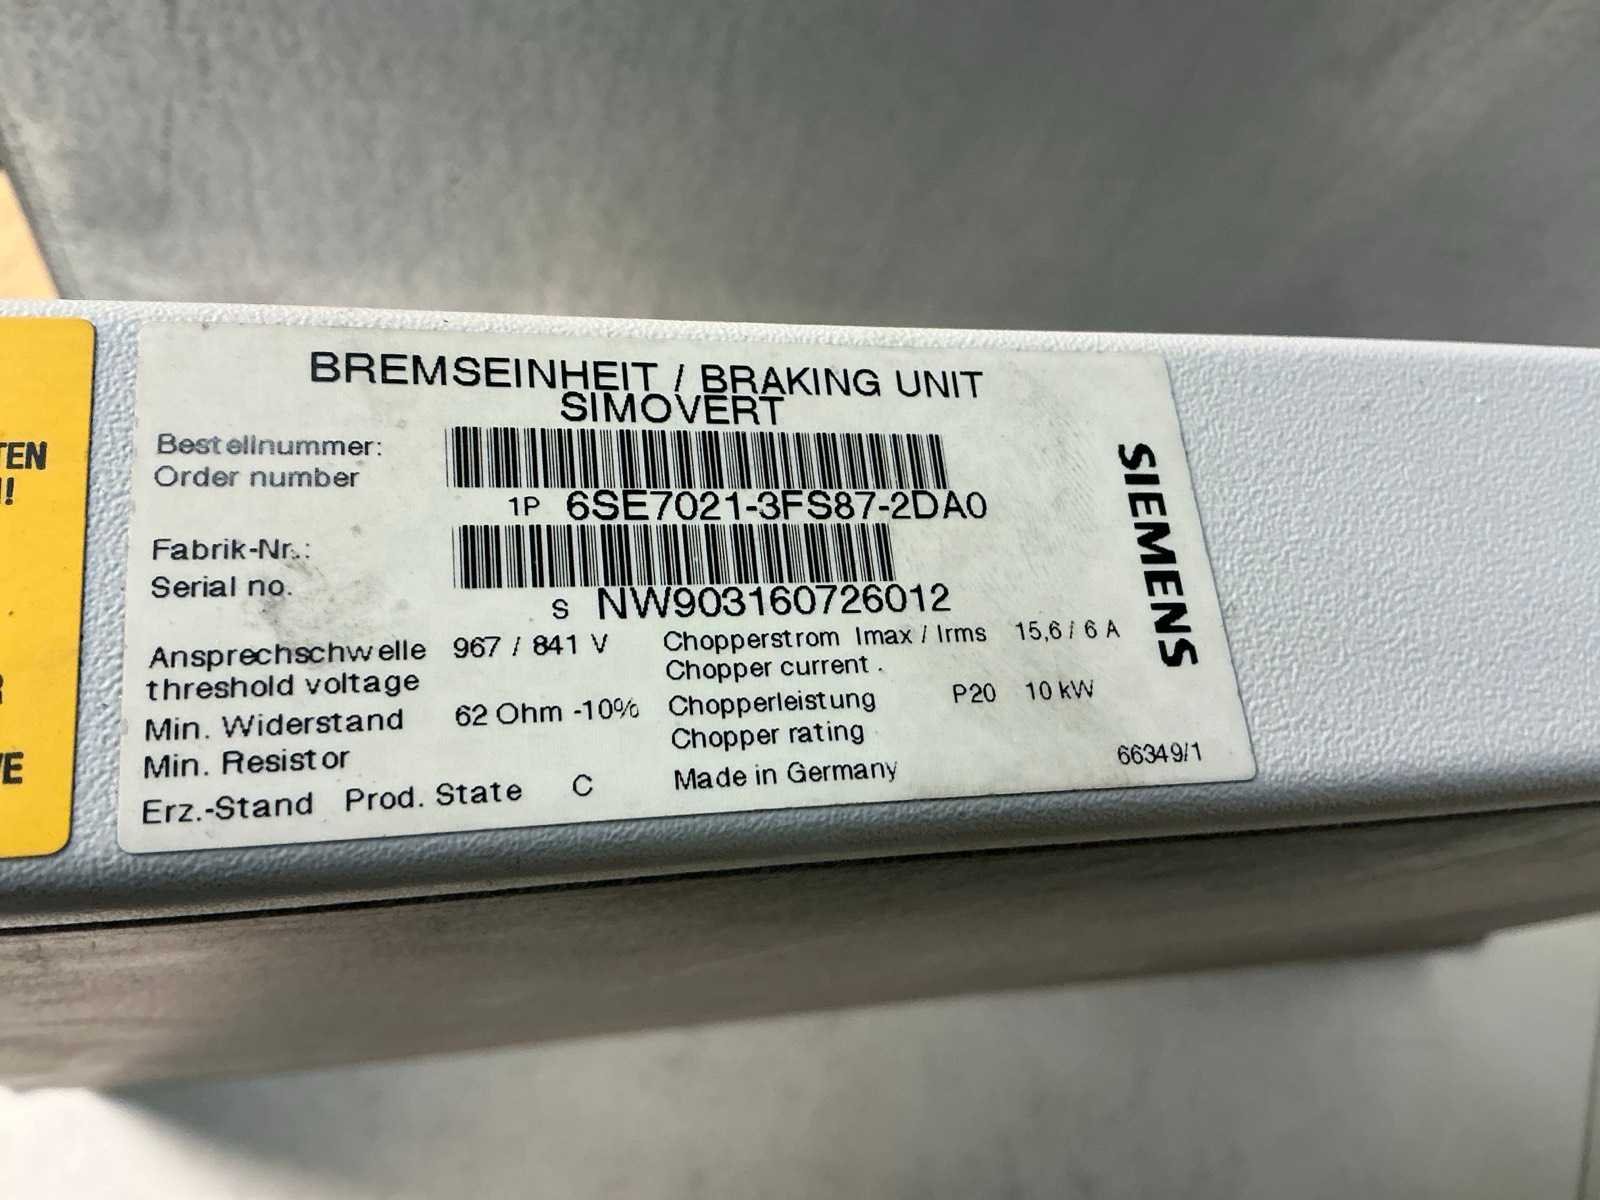 TEN
!
R
VE
BREMSEINHEIT / BRAKING UNIT
SIMOVERT
Bestellnummer:
Order number
1P 6SE7021-3FS87-2DA0
Fabrik-Nr.:
Serial no.
S NW903160726012
Ansprechschwelle 967 / 841 V
threshold voltage
Min. Widerstand 62 Ohm -10%
Min. Resistor
Erz.-Stand Prod. State C
Chopperstrom Imax / Irms 15,6 / 6 A
Chopper current .
Chopperleistung P20 10 kW
Chopper rating
Made in Germany
66349/1
SIEMENS